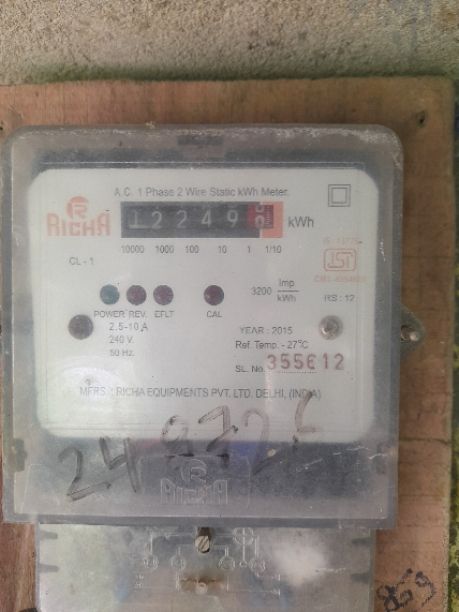 A.C. 1 Phase 2 Wire Static kWh Meter.
RICHA
12249 kWh
10000 1000 100 10 1 1/10
CL - 1
3200 Imp/kWh
RS : 12
POWER REV. EFLT CAL
2.5-10 A
240 V.
50 Hz.
YEAR : 2015
Ref. Temp. - 27°C
SL. No. 355612
MFRS. RICHA EQUIPMENTS PVT. LTD. DELHI, (INDIA)
RICHA